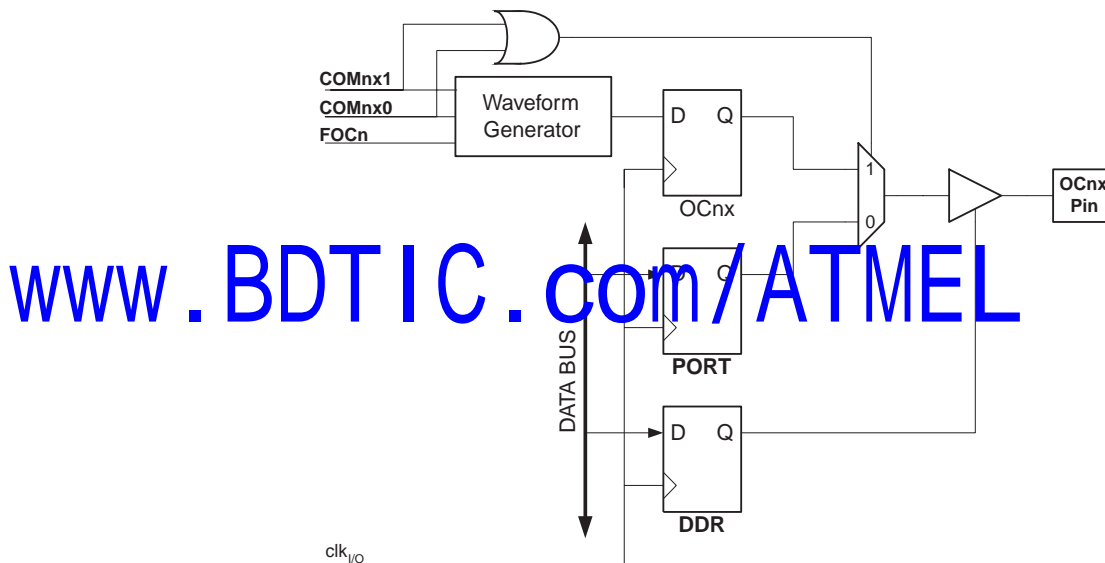 COMnx1
COMnx0
FOCn
Waveform
Generator
D Q
OCnx
1
0
OCnx
Pin
www.BDTIC.com/ATMEL
D Q
PORT
DATA BUS
D Q
DDR
clkI/O